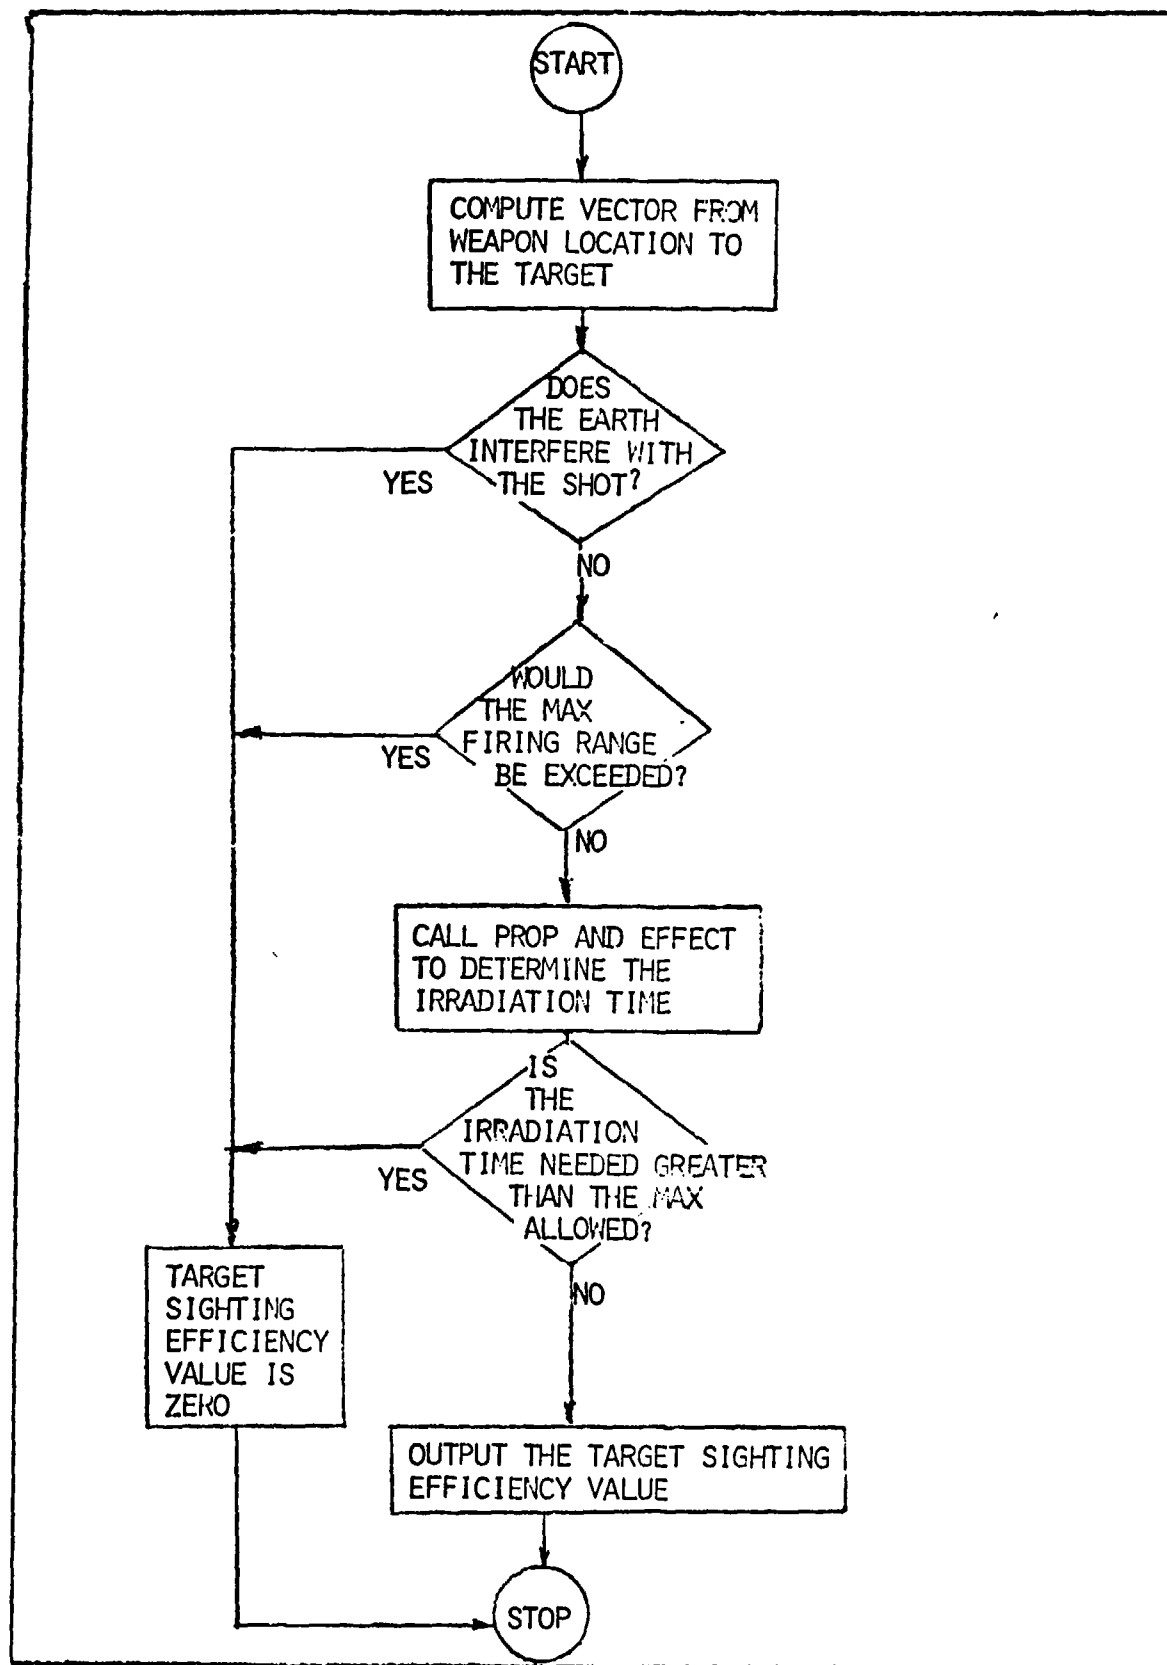 START
COMPUTE VECTOR FROM
WEAPON LOCATION TO
THE TARGET
DOES
THE EARTH
INTERFERE WITH
THE SHOT?
YES
NO
WOULD
THE MAX
FIRING RANGE
BE EXCEEDED?
YES
NO
CALL PROP AND EFFECT
TO DETERMINE THE
IRRADIATION TIME
IS
THE
IRRADIATION
TIME NEEDED GREATER
THAN THE MAX
ALLOWED?
YES
NO
TARGET
SIGHTING
EFFICIENCY
VALUE IS
ZERO
OUTPUT THE TARGET SIGHTING
EFFICIENCY VALUE
STOP